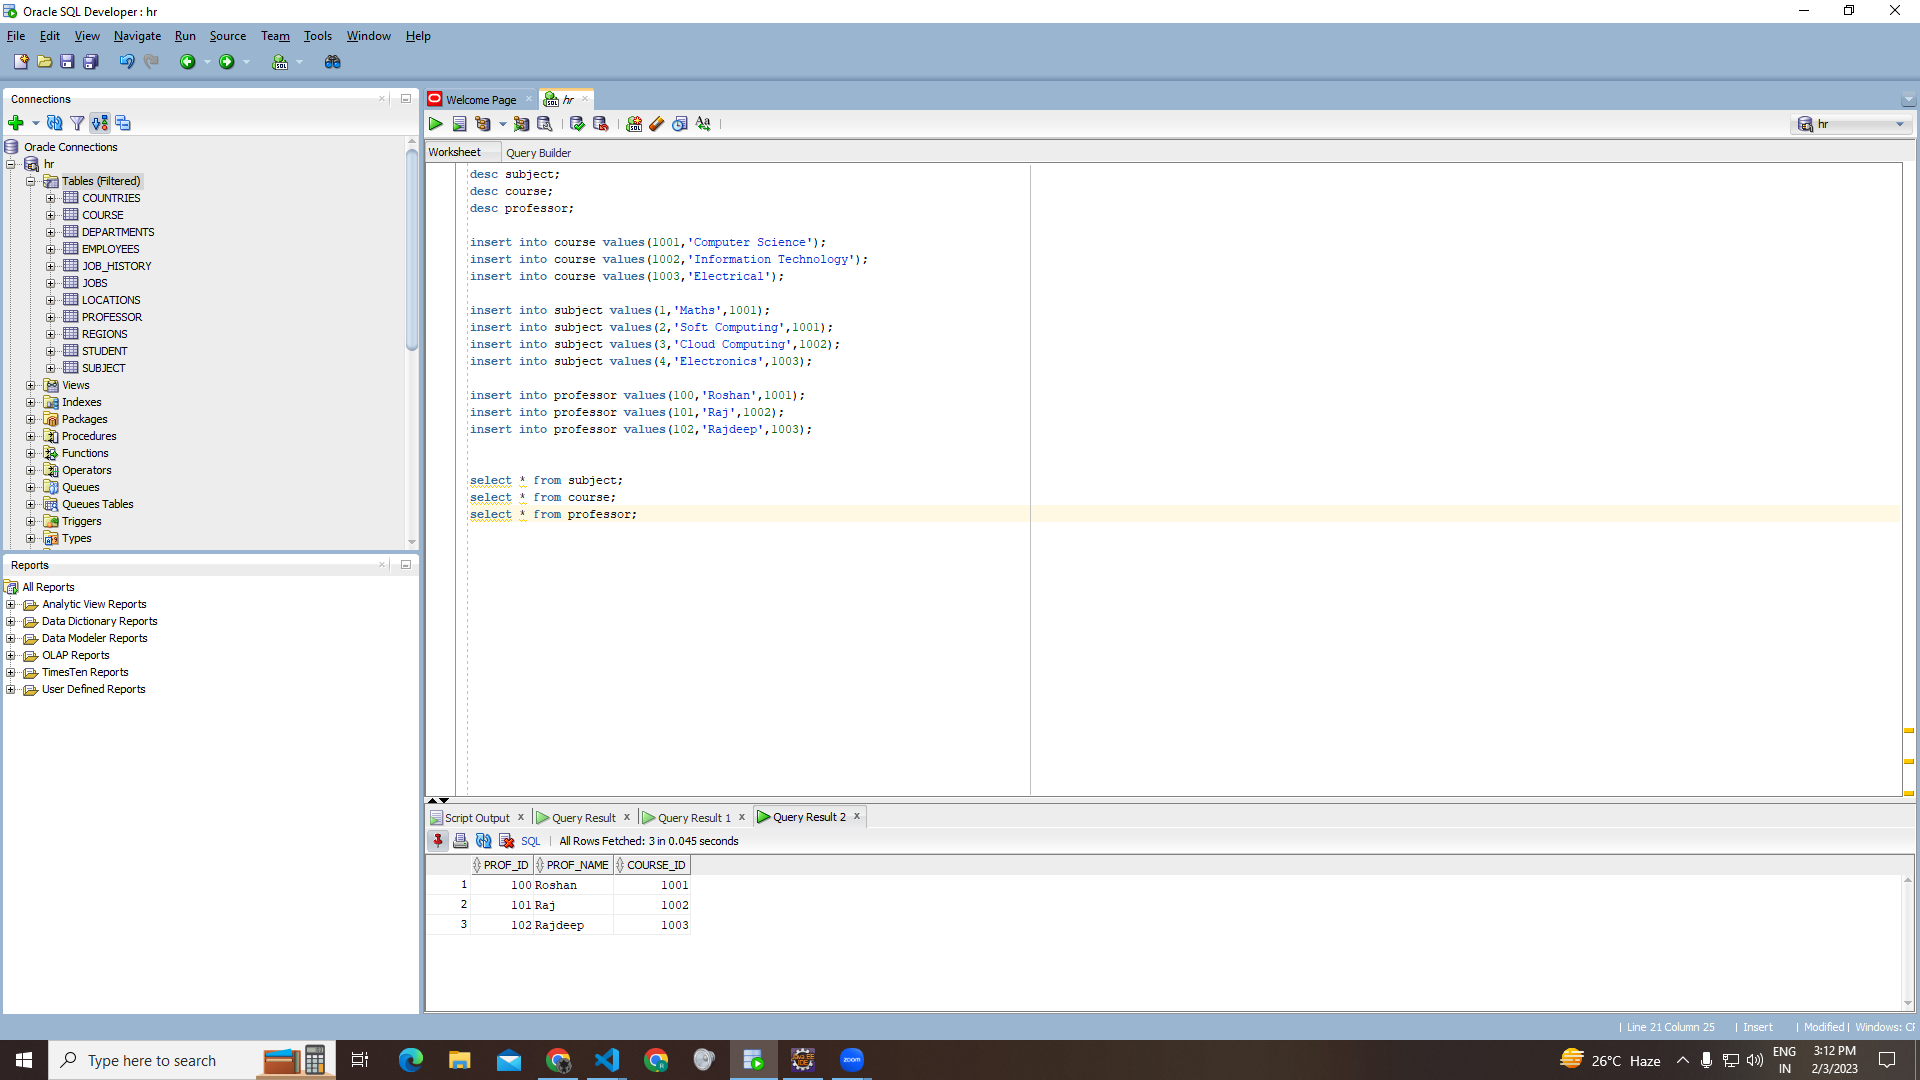 Oracle SQL Developer : hr
File Edit View Navigate Run Source Team Tools Window Help
Connections
Oracle Connections
hr
Tables (Filtered)
COUNTRIES
COURSE
DEPARTMENTS
EMPLOYEES
JOB_HISTORY
JOBS
LOCATIONS
PROFESSOR
REGIONS
STUDENT
SUBJECT
Views
Indexes
Packages
Procedures
Functions
Operators
Queues
Queues Tables
Triggers
Types
Reports
All Reports
Analytic View Reports
Data Dictionary Reports
Data Modeler Reports
OLAP Reports
TimesTen Reports
User Defined Reports
Welcome Page hr
hr
Worksheet Query Builder
desc subject;
desc course;
desc professor;
insert into course values(1001,'Computer Science');
insert into course values(1002,'Information Technology');
insert into course values(1003,'Electrical');
insert into subject values(1,'Maths',1001);
insert into subject values(2,'Soft Computing',1001);
insert into subject values(3,'Cloud Computing',1002);
insert into subject values(4,'Electronics',1003);
insert into professor values(100,'Roshan',1001);
insert into professor values(101,'Raj',1002);
insert into professor values(102,'Rajdeep',1003);
select * from subject;
select * from course;
select * from professor;
Script Output Query Result Query Result 1 Query Result 2
SQL | All Rows Fetched: 3 in 0.045 seconds
PROF_ID PROF_NAME COURSE_ID
1 100 Roshan 1001
2 101 Raj 1002
3 102 Rajdeep 1003
| Line 21 Column 25 | Insert | Modified | Windows: CF
Type here to search
zoom
26°C Haze
ENG
IN
3:12 PM
2/3/2023